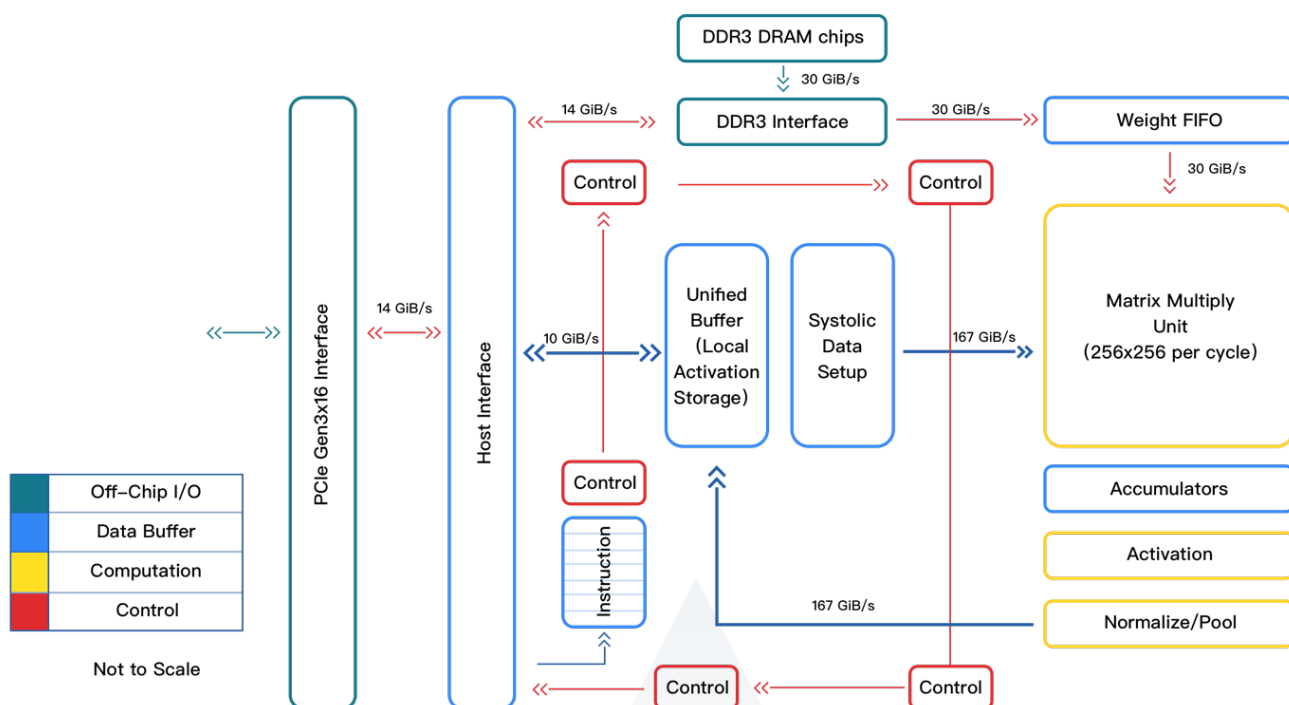 DDR3 DRAM chips
30 GiB/s
14 GiB/s
DDR3 Interface
30 GiB/s
Weight FIFO
Control
Control
30 GiB/s
PCIe Gen3x16 Interface
14 GiB/s
Host Interface
10 GiB/s
Unified
Buffer
(Local
Activation
Storage)
Systolic
Data
Setup
167 GiB/s
Matrix Multiply
Unit
(256x256 per cycle)
Control
Instruction
Accumulators
Activation
167 GiB/s
Normalize/Pool
Control
Control
Off-Chip I/O
Data Buffer
Computation
Control
Not to Scale